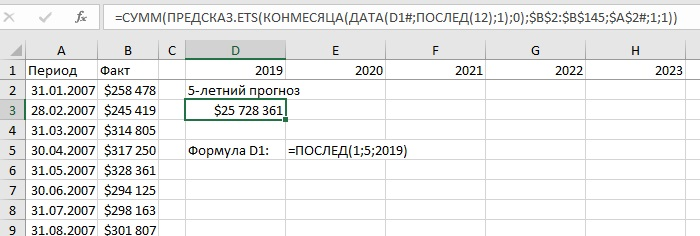 fx =СУММ(ПРЕДСКАЗ.ETS(КОНМЕСЯЦА(ДАТА(D1#;ПОСЛЕД(12);1);0);$B$2:$B$145;$A$2#;1;1))
A B C D E F G H
1 Период Факт 2019 2020 2021 2022 2023
2 31.01.2007 $258 478 5-летний прогноз
3 28.02.2007 $245 419 $25 728 361
4 31.03.2007 $314 805
5 30.04.2007 $317 250 Формула D1: =ПОСЛЕД(1;5;2019)
6 31.05.2007 $328 361
7 30.06.2007 $294 125
8 31.07.2007 $298 163
9 31.08.2007 $301 807